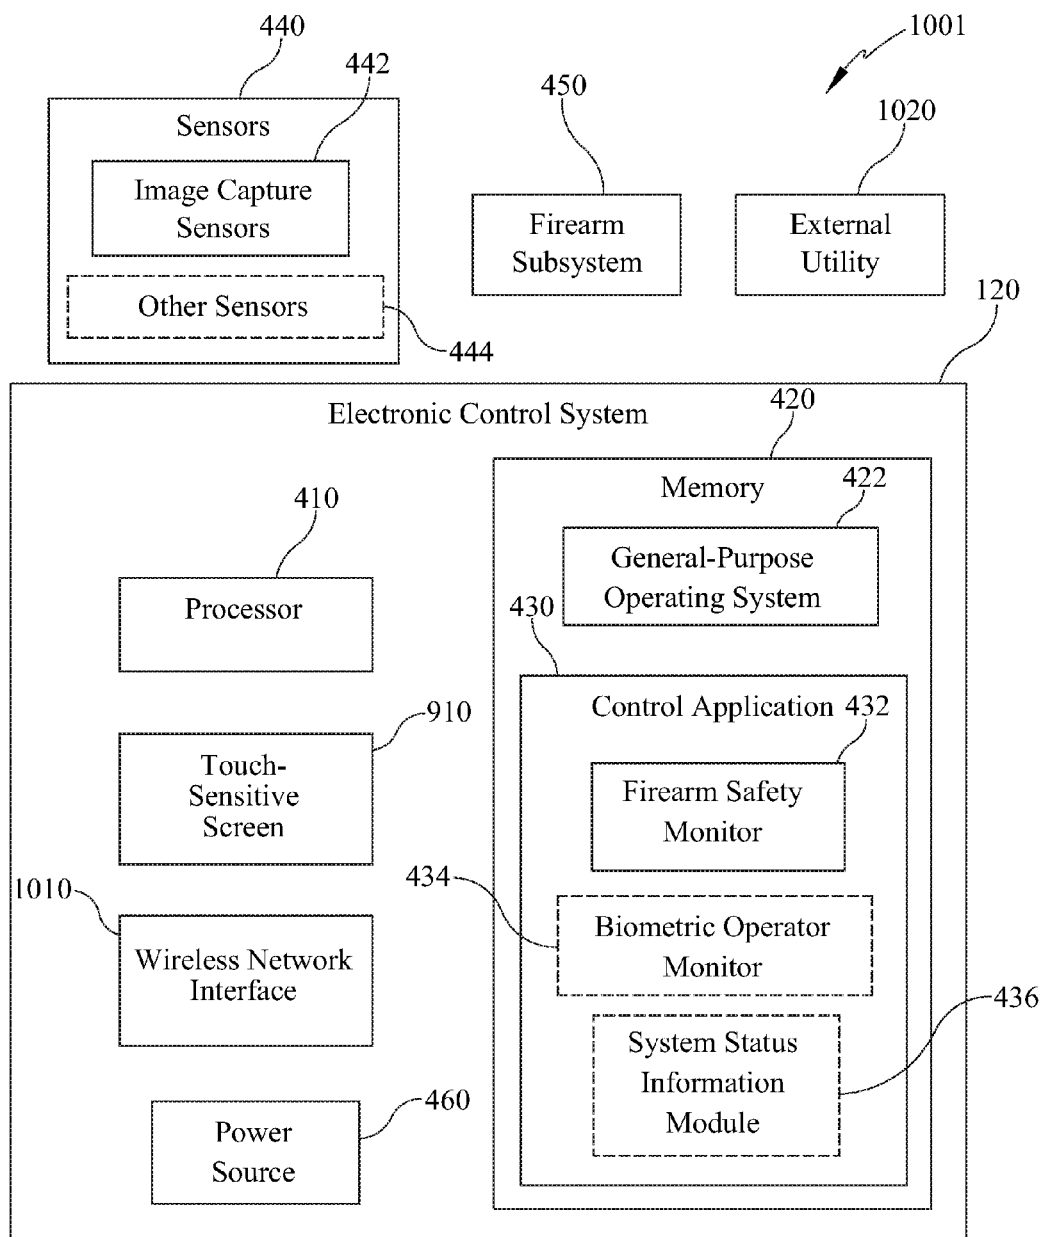 440
1001
442
450
1020
Sensors
Image Capture
Sensors
Firearm
Subsystem
External
Utility
Other Sensors
120
444
Electronic Control System
420
Memory
422
410
General-Purpose
Operating System
Processor
430
Control Application
432
910
Touch-
Sensitive
Screen
Firearm Safety
Monitor
434
1010
Biometric Operator
Monitor
Wireless Network
Interface
436
System Status
Information
Module
460
Power
Source